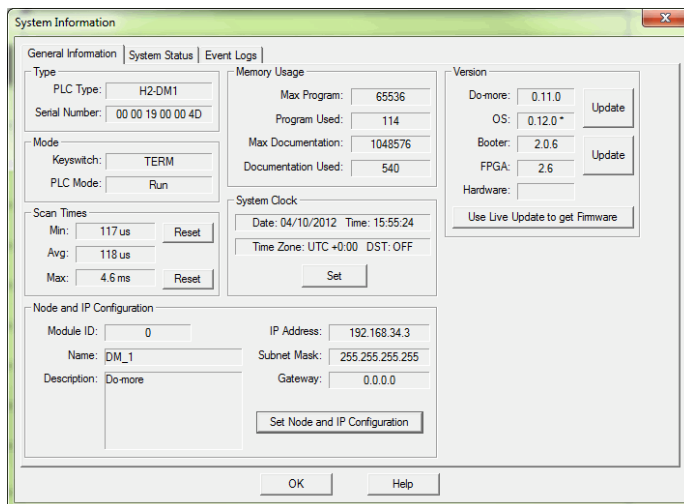 System Information
x
General Information System Status Event Logs
Type
PLC Type: H2-DM1
Serial Number: 00 00 19 00 00 4D
Mode
Keyswitch: TERM
PLC Mode: Run
Scan Times
Min: 117 us Reset
Avg: 118 us
Max: 4.6 ms Reset
Memory Usage
Max Program: 65536
Program Used: 114
Max Documentation: 1048576
Documentation Used: 540
System Clock
Date: 04/10/2012 Time: 15:55:24
Time Zone: UTC +0:00 DST: OFF
Set
Version
Do-more: 0.11.0
Update
OS: 0.12.0 *
Booter: 2.0.6
Update
FPGA: 2.6
Hardware:
Use Live Update to get Firmware
Node and IP Configuration
Module ID: 0
Name: DM_1
Description: Do-more
IP Address: 192.168.34.3
Subnet Mask: 255.255.255.255
Gateway: 0.0.0.0
Set Node and IP Configuration
OK Help